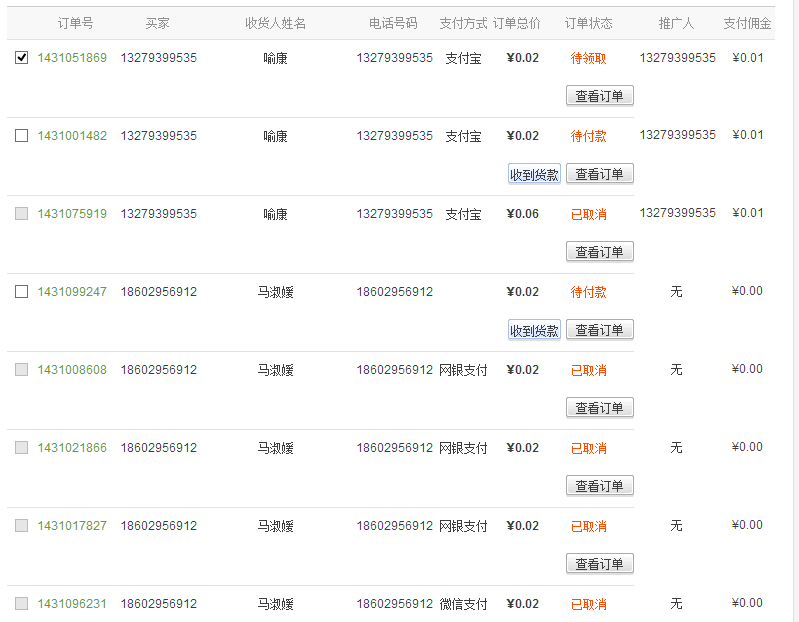 订单号 买家 收货人姓名 电话号码 支付方式 订单总价 订单状态 推广人 支付佣金
1431051869 13279399535 喻康 13279399535 支付宝 ¥0.02 待领取 13279399535 ¥0.01
查看订单
1431001482 13279399535 喻康 13279399535 支付宝 ¥0.02 待付款 13279399535 ¥0.01
收到货款 查看订单
1431075919 13279399535 喻康 13279399535 支付宝 ¥0.06 已取消 13279399535 ¥0.01
查看订单
1431099247 18602956912 马淑媛 18602956912 ¥0.02 待付款 无 ¥0.00
收到货款 查看订单
1431008608 18602956912 马淑媛 18602956912 网银支付 ¥0.02 已取消 无 ¥0.00
查看订单
1431021866 18602956912 马淑媛 18602956912 网银支付 ¥0.02 已取消 无 ¥0.00
查看订单
1431017827 18602956912 马淑媛 18602956912 网银支付 ¥0.02 已取消 无 ¥0.00
查看订单
1431096231 18602956912 马淑媛 18602956912 微信支付 ¥0.02 已取消 无 ¥0.00